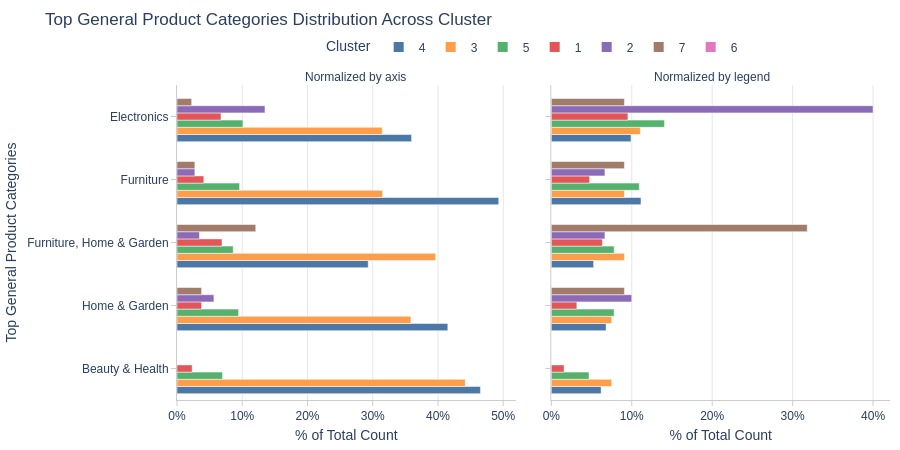 Top General Product Categories Distribution Across Cluster
Cluster 4 3 5 1 2 7 6
Normalized by axis
Normalized by legend
Top General Product Categories
Electronics
Furniture
Furniture, Home & Garden
Home & Garden
Beauty & Health
0% 10% 20% 30% 40% 50%
0% 10% 20% 30% 40%
% of Total Count
% of Total Count